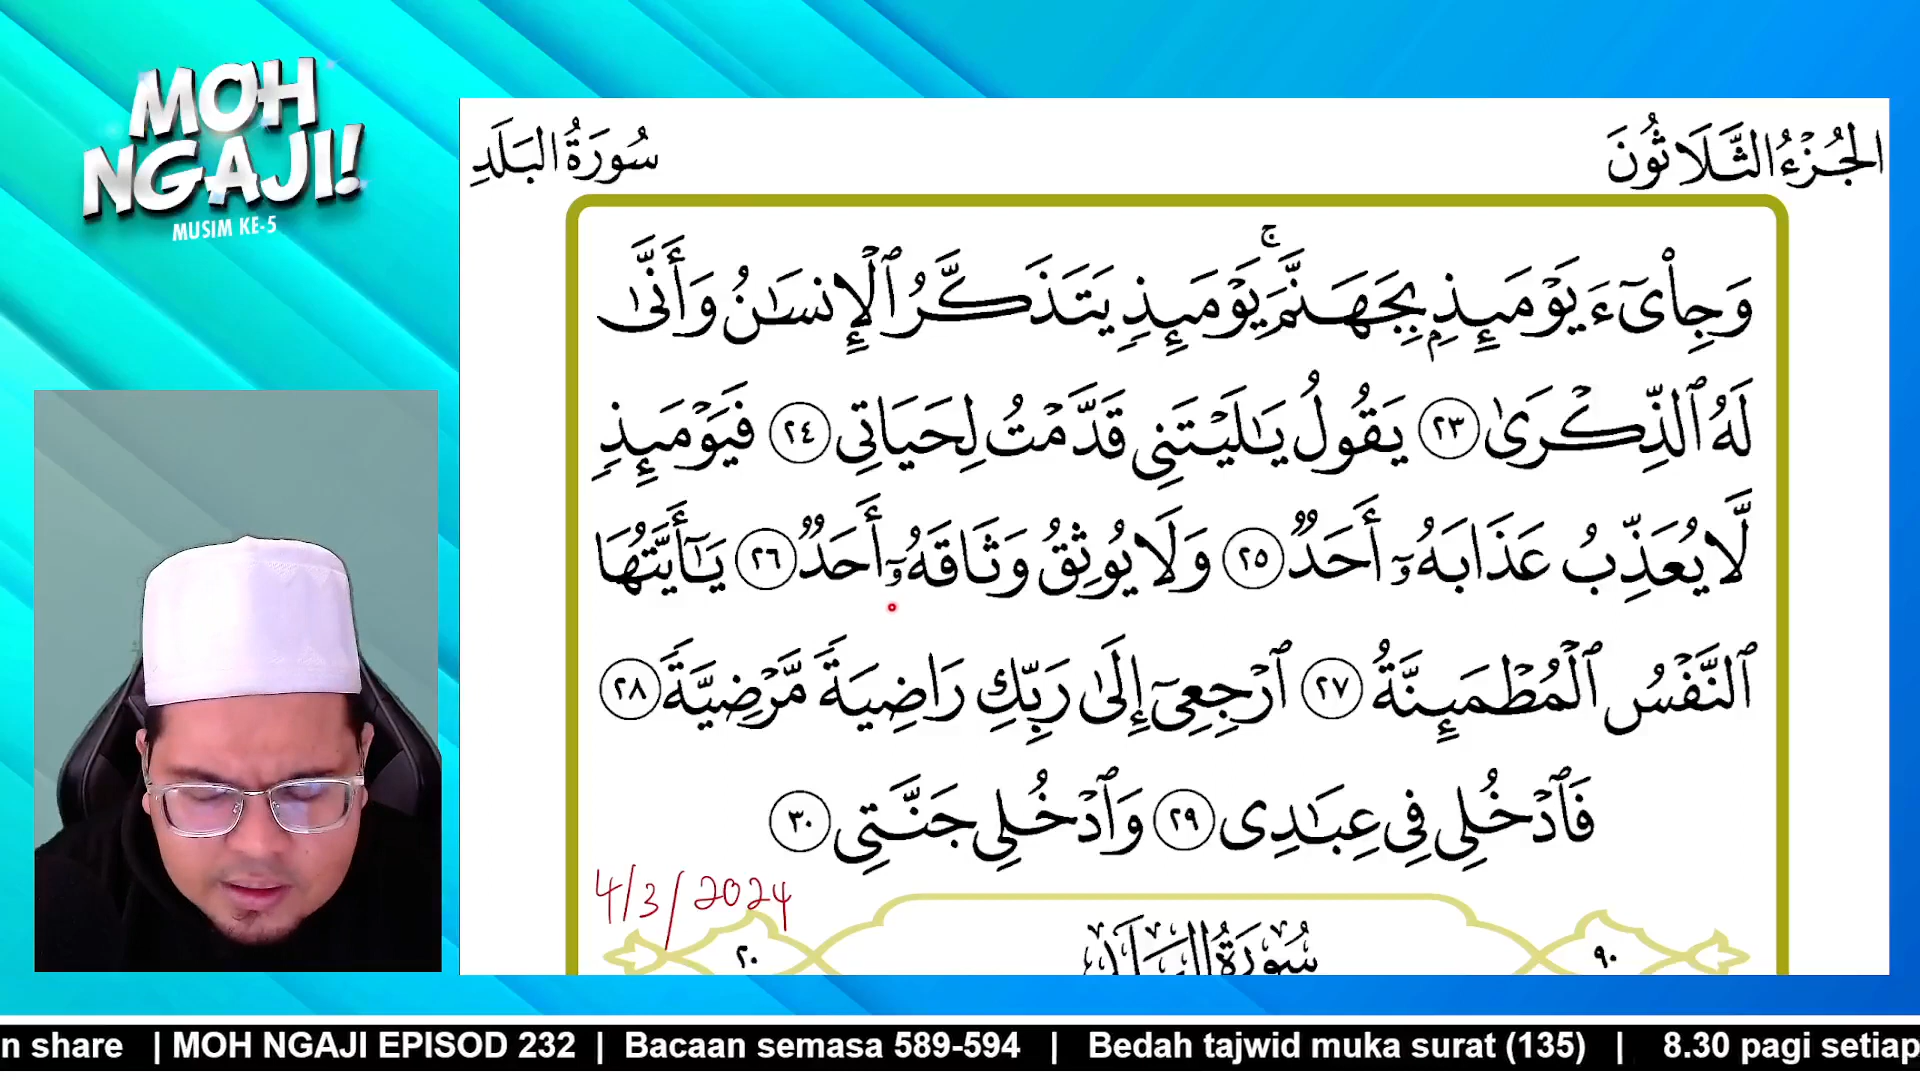 MOH
NGAJI!
MUSIM KE-5
سُورَةُ البَلَدِ
الجُزْءُ الثَّلَاثُونَ
وَجِاْىٓءَ يَوْمَئِذِۭ بِجَهَنَّمَۚ يَوْمَئِذٍ يَتَذَكَّرُ ٱلْإِنسَٰنُ وَأَنَّىٰ
لَهُ ٱلذِّكْرَىٰ ٢٣ يَقُولُ يَٰلَيْتَنِى قَدَّمْتُ لِحَيَاتِى ٢٤ فَيَوْمَئِذٍ
لَّا يُعَذِّبُ عَذَابَهُۥٓ أَحَدٌ ٢٥ وَلَا يُوثِقُ وَثَاقَهُۥٓ أَحَدٌ ٢٦ يَٰٓأَيَّتُهَا
ٱلنَّفْسُ ٱلْمُطْمَئِنَّةُ ٢٧ ٱرْجِعِىٓ إِلَىٰ رَبِّكِ رَاضِيَةً مَّرْضِيَّةً ٢٨
فَٱدْخُلِى فِى عِبَٰدِى ٢٩ وَٱدْخُلِى جَنَّتِى ٣٠
4/3/2024
٩٠ سُورَةُ البَلَدِ ٢٠
n share | MOH NGAJI EPISOD 232 | Bacaan semasa 589-594 | Bedah tajwid muka surat (135) | 8.30 pagi setiap